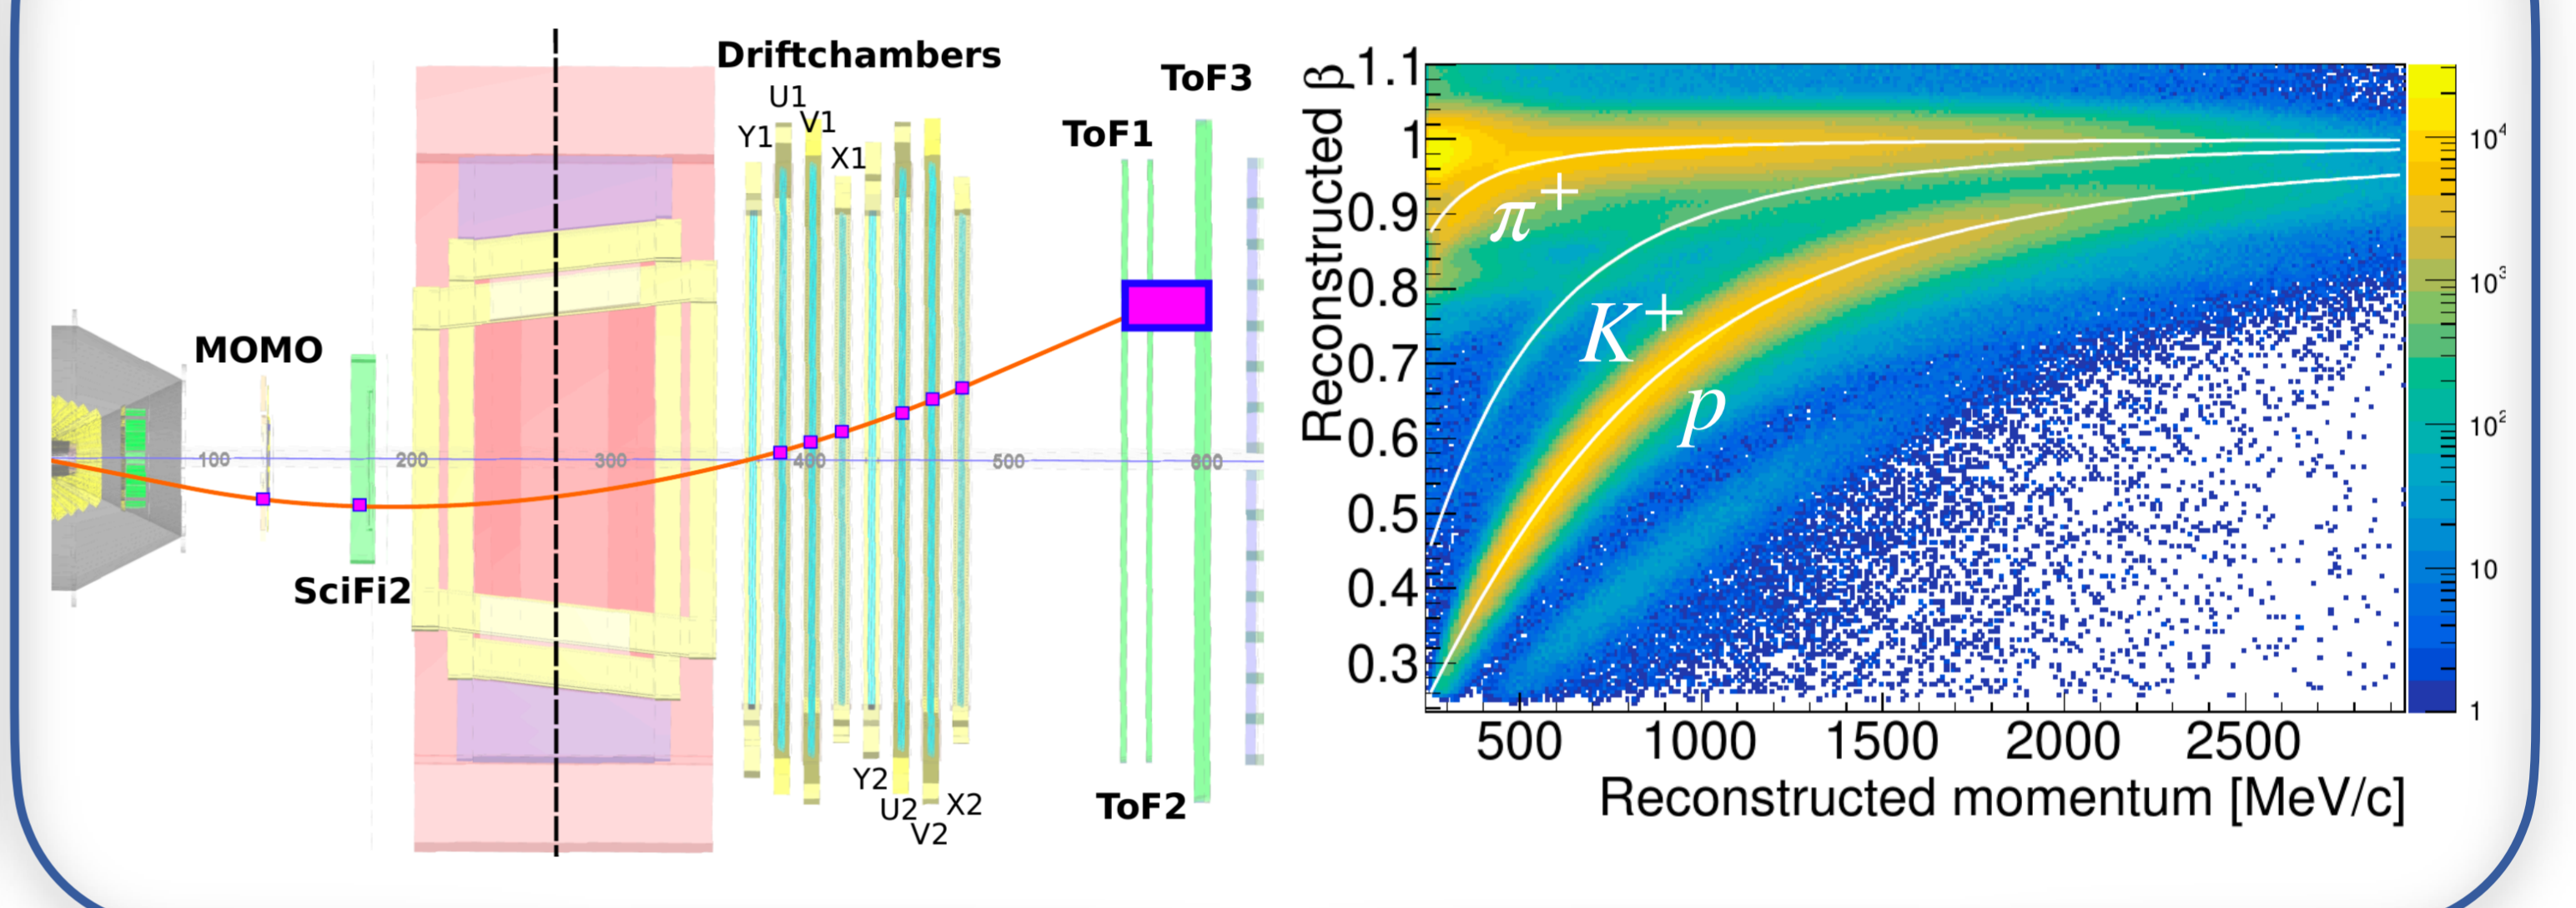 Driftchambers
ToF3
U1
V1
Y1
X1
ToF1
MOMO
100
200
300
400
500
600
SciFi2
Y2
U2
X2
V2
ToF2
Reconstructed β
1.1
1
0.9
0.8
0.7
0.6
0.5
0.4
0.3
π⁺
K⁺
p
500
1000
1500
2000
2500
Reconstructed momentum [MeV/c]
10⁴
10³
10²
10
1